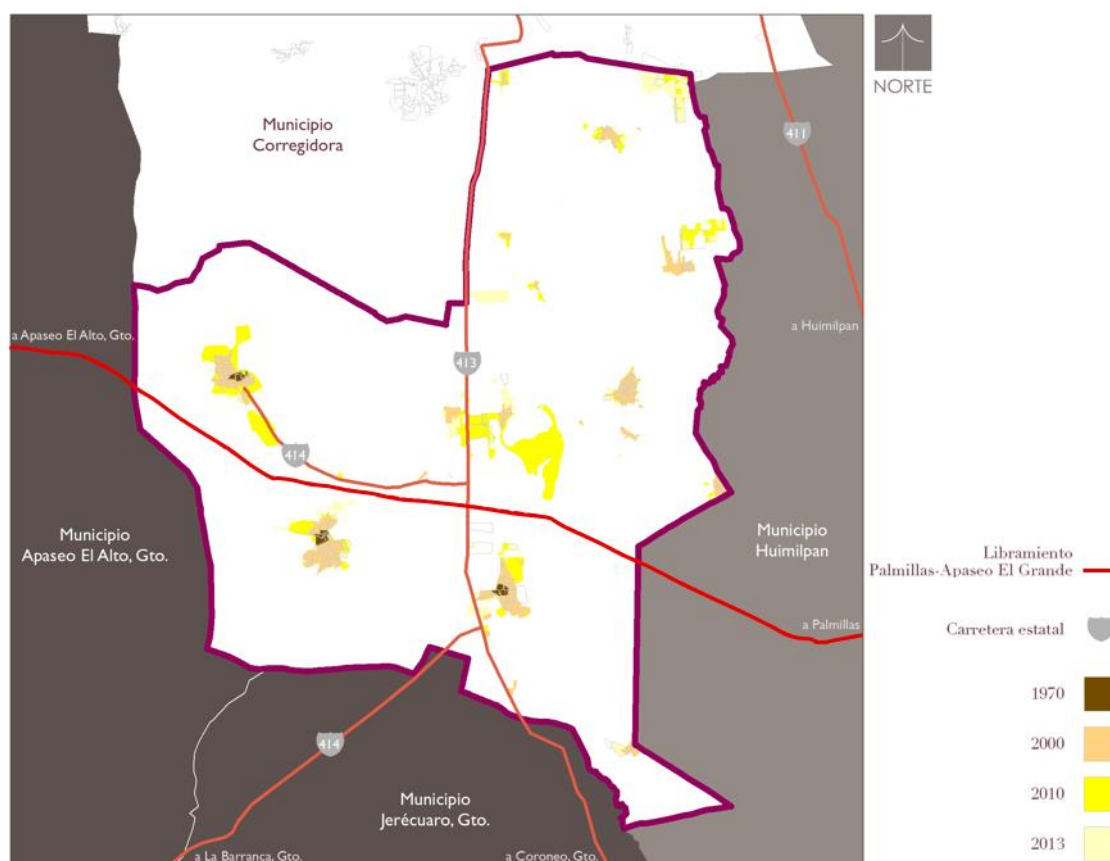 NORTE
Municipio
Corregidora
411
a Apaseo El Alto, Gto.
a Huimilpan
413
414
Municipio
Apaseo El Alto, Gto.
Municipio
Huimilpan
a Palmillas
414
Municipio
Jerécuaro, Gto.
a La Barranca, Gto.
a Coroneo, Gto.
Libramiento
Palmillas-Apaseo El Grande
Carretera estatal
1970
2000
2010
2013